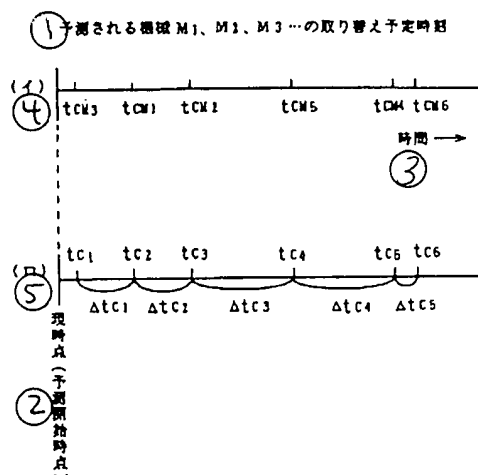 ① 予測される機械M1、M2、M3…の取り替え予定時刻
(イ)
④
tCM3 tCM1 tCM2 tCM5 tCM4 tCM6
時間 →
③
(ロ)
⑤
tC1 tC2 tC3 tC4 tC5 tC6
ΔtC1 ΔtC2 ΔtC3 ΔtC4 ΔtC5
② 現時点(予測開始時点